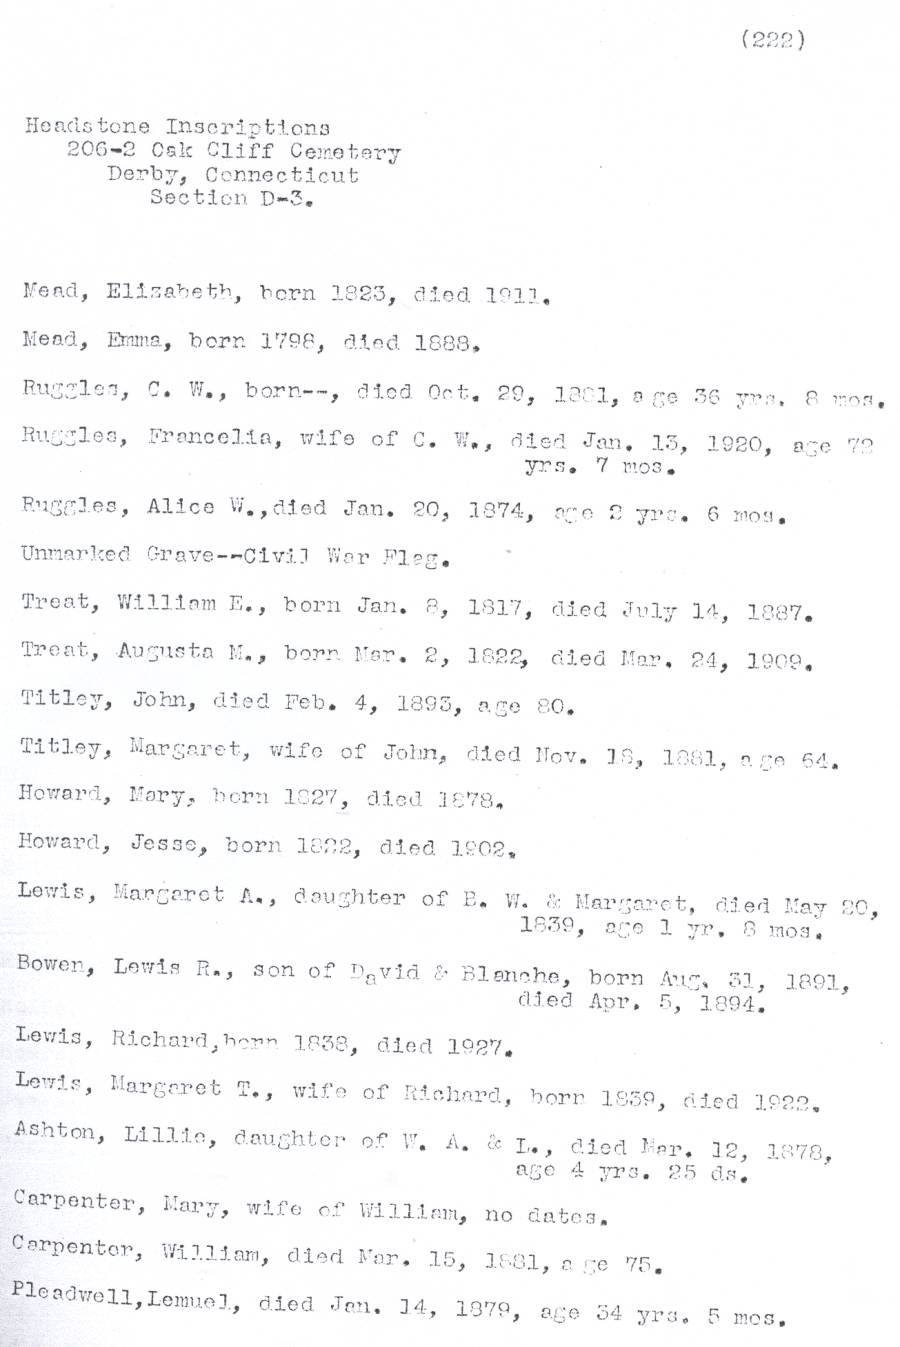 (222)
Headstone Inscriptions
206-2 Oak Cliff Cemetery
Derby, Connecticut
Section D-3.
Mead, Elizabeth, born 1823, died 1911.
Mead, Emma, born 1798, died 1888.
Ruggles, C. W., born--, died Oct. 29, 1881, age 36 yrs. 8 mos.
Ruggles, Francelia, wife of C. W., died Jan. 13, 1920, age 72
yrs. 7 mos.
Ruggles, Alice W.,died Jan. 20, 1874, age 2 yrs. 6 mos.
Unmarked Grave--Civil War Flag.
Treat, William E., born Jan. 8, 1817, died July 14, 1887.
Treat, Augusta M., born Mar. 2, 1822, died Mar. 24, 1909.
Titley, John, died Feb. 4, 1893, age 80.
Titley, Margaret, wife of John, died Nov. 18, 1881, age 64.
Howard, Mary, born 1827, died 1878.
Howard, Jesse, born 1822, died 1902.
Lewis, Margaret A., daughter of B. W. & Margaret, died May 20,
1839, age 1 yr. 8 mos.
Bowen, Lewis R., son of David & Blanche, born Aug. 31, 1891,
died Apr. 5, 1894.
Lewis, Richard,born 1838, died 1927.
Lewis, Margaret T., wife of Richard, born 1839, died 1922.
Ashton, Lillie, daughter of W. A. & L., died Mar. 12, 1878,
age 4 yrs. 25 ds.
Carpenter, Mary, wife of William, no dates.
Carpenter, William, died Mar. 15, 1881, age 75.
Pleadwell,Lemuel, died Jan. 14, 1879, age 34 yrs. 5 mos.